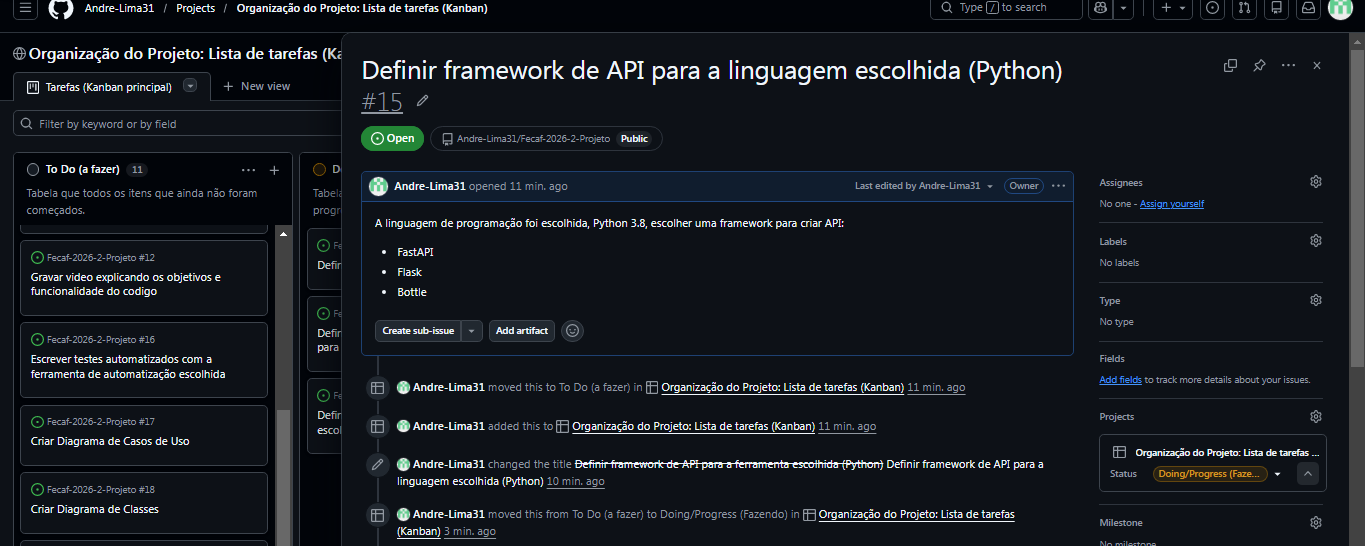 Andre-Lima31 / Projects / Organização do Projeto: Lista de tarefas (Kanban)
Type / to search
Organização do Projeto: Lista de tarefas (Ka
Tarefas (Kanban principal)
New view
Filter by keyword or by field
To Do (a fazer) 11
Tabela que todos os itens que ainda não foram
começados.
Fecaf-2026-2-Projeto #12
Gravar video explicando os objetivos e
funcionalidade do codigo
Fecaf-2026-2-Projeto #16
Escrever testes automatizados com a
ferramenta de automatização escolhida
Fecaf-2026-2-Projeto #17
Criar Diagrama de Casos de Uso
Fecaf-2026-2-Projeto #18
Criar Diagrama de Classes
D
Tabela
progre
Fe
Defin
Fe
Defin
para
Fe
Defin
escol
Definir framework de API para a linguagem escolhida (Python)
#15
Open
Andre-Lima31/Fecaf-2026-2-Projeto Public
Andre-Lima31 opened 11 min. ago
Last edited by Andre-Lima31
Owner
A linguagem de programação foi escolhida, Python 3.8, escolher uma framework para criar API:
• FastAPI
• Flask
• Bottle
Create sub-issue
Add artifact
Andre-Lima31 moved this to To Do (a fazer) in Organização do Projeto: Lista de tarefas (Kanban) 11 min. ago
Andre-Lima31 added this to Organização do Projeto: Lista de tarefas (Kanban) 11 min. ago
Andre-Lima31 changed the title Definir framework de API para a ferramenta escolhida (Python) Definir framework de API para a
linguagem escolhida (Python) 10 min. ago
Andre-Lima31 moved this from To Do (a fazer) to Doing/Progress (Fazendo) in Organização do Projeto: Lista de tarefas
(Kanban) 3 min. ago
Assignees
No one - Assign yourself
Labels
No labels
Type
No type
Fields
Add fields to track more details about your issues.
Projects
Organização do Projeto: Lista de tarefas ...
Status
Doing/Progress (Faze...
Milestone
No milestone